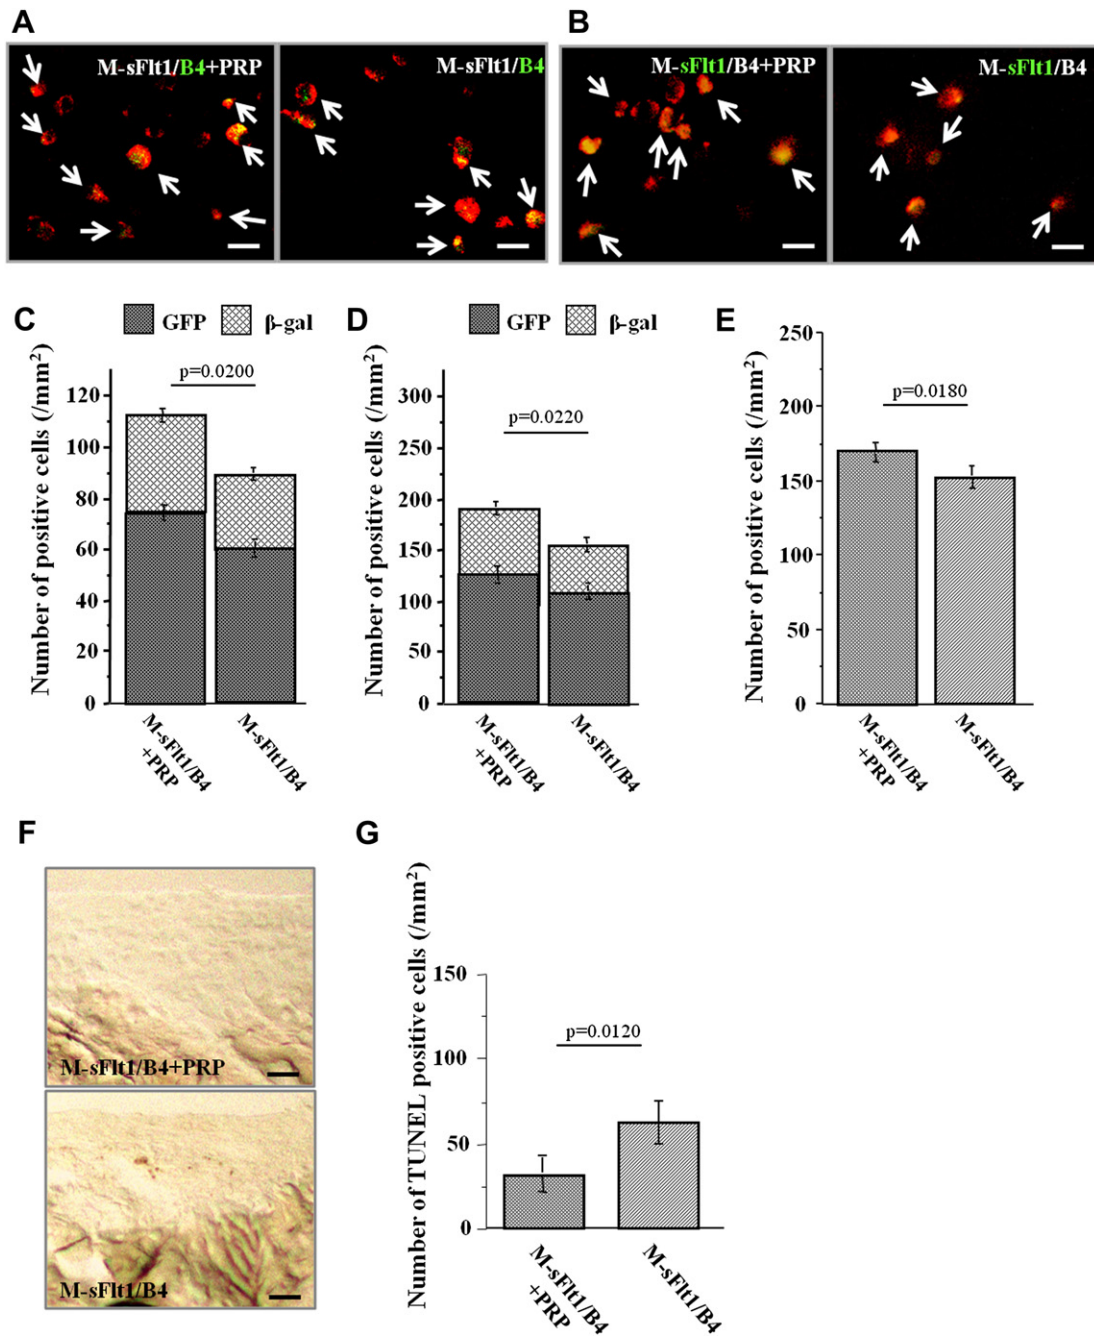 A
M-sFlt1/B4+PRP
M-sFlt1/B4
B
M-sFlt1/B4+PRP
M-sFlt1/B4
C
GFP
β-gal
Number of positive cells (/mm²)
120
100
80
60
40
20
0
p=0.0200
M-sFlt1/B4
+PRP
M-sFlt1/B4
D
GFP
β-gal
Number of positive cells (/mm²)
300
250
200
150
100
50
0
p=0.0220
M-sFlt1/B4
+PRP
M-sFlt1/B4
E
Number of positive cells (/mm²)
250
200
150
100
50
0
p=0.0180
M-sFlt1/B4
+PRP
M-sFlt1/B4
F
M-sFlt1/B4+PRP
M-sFlt1/B4
G
Number of TUNEL positive cells (/mm²)
150
100
50
0
p=0.0120
M-sFlt1/B4
+PRP
M-sFlt1/B4